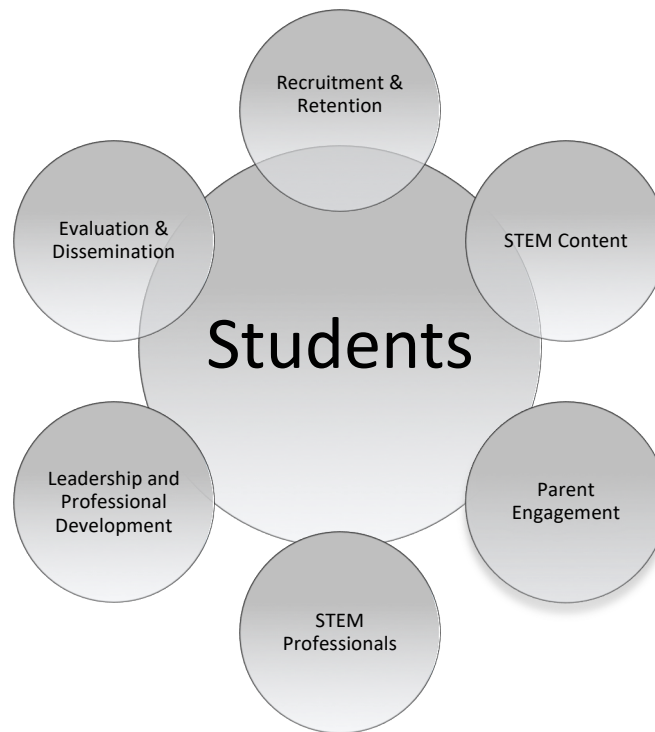 Recruitment &
Retention
Evaluation &
Dissemination
STEM Content
Students
Leadership and
Professional
Development
Parent
Engagement
STEM
Professionals